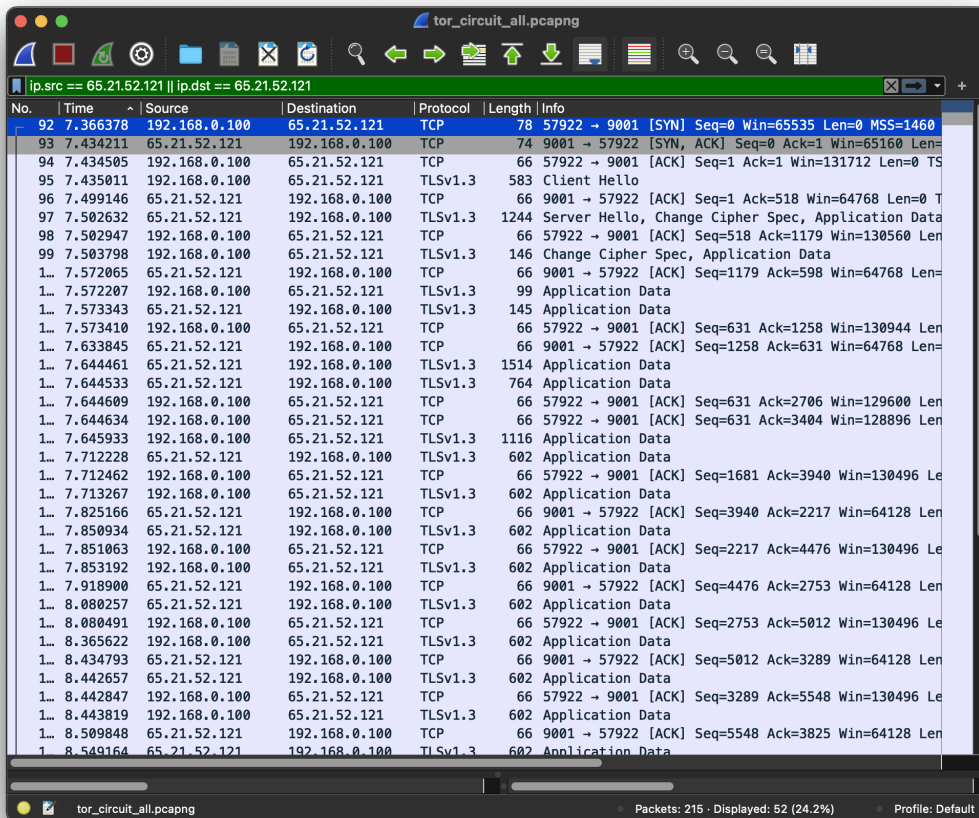 tor_circuit_all.pcapng
ip.src == 65.21.52.121 || ip.dst == 65.21.52.121
No. Time Source Destination Protocol Length Info
92 7.366378 192.168.0.100 65.21.52.121 TCP 78 57922 → 9001 [SYN] Seq=0 Win=65535 Len=0 MSS=1460
93 7.434211 65.21.52.121 192.168.0.100 TCP 74 9001 → 57922 [SYN, ACK] Seq=0 Ack=1 Win=65160 Len=
94 7.434505 192.168.0.100 65.21.52.121 TCP 66 57922 → 9001 [ACK] Seq=1 Ack=1 Win=131712 Len=0 TS
95 7.435011 192.168.0.100 65.21.52.121 TLSv1.3 583 Client Hello
96 7.499146 65.21.52.121 192.168.0.100 TCP 66 9001 → 57922 [ACK] Seq=1 Ack=518 Win=64768 Len=0 T
97 7.502632 65.21.52.121 192.168.0.100 TLSv1.3 1244 Server Hello, Change Cipher Spec, Application Data
98 7.502947 192.168.0.100 65.21.52.121 TCP 66 57922 → 9001 [ACK] Seq=518 Ack=1179 Win=130560 Len
99 7.503798 192.168.0.100 65.21.52.121 TLSv1.3 146 Change Cipher Spec, Application Data
1… 7.572065 65.21.52.121 192.168.0.100 TCP 66 9001 → 57922 [ACK] Seq=1179 Ack=598 Win=64768 Len=
1… 7.572207 192.168.0.100 65.21.52.121 TLSv1.3 99 Application Data
1… 7.573343 65.21.52.121 192.168.0.100 TLSv1.3 145 Application Data
1… 7.573410 192.168.0.100 65.21.52.121 TCP 66 57922 → 9001 [ACK] Seq=631 Ack=1258 Win=130944 Len
1… 7.633845 65.21.52.121 192.168.0.100 TCP 66 9001 → 57922 [ACK] Seq=1258 Ack=631 Win=64768 Len=
1… 7.644461 65.21.52.121 192.168.0.100 TLSv1.3 1514 Application Data
1… 7.644533 65.21.52.121 192.168.0.100 TLSv1.3 764 Application Data
1… 7.644609 192.168.0.100 65.21.52.121 TCP 66 57922 → 9001 [ACK] Seq=631 Ack=2706 Win=129600 Len
1… 7.644634 192.168.0.100 65.21.52.121 TCP 66 57922 → 9001 [ACK] Seq=631 Ack=3404 Win=128896 Len
1… 7.645933 192.168.0.100 65.21.52.121 TLSv1.3 1116 Application Data
1… 7.712228 65.21.52.121 192.168.0.100 TLSv1.3 602 Application Data
1… 7.712462 192.168.0.100 65.21.52.121 TCP 66 57922 → 9001 [ACK] Seq=1681 Ack=3940 Win=130496 Le
1… 7.713267 192.168.0.100 65.21.52.121 TLSv1.3 602 Application Data
1… 7.825166 65.21.52.121 192.168.0.100 TCP 66 9001 → 57922 [ACK] Seq=3940 Ack=2217 Win=64128 Len
1… 7.850934 65.21.52.121 192.168.0.100 TLSv1.3 602 Application Data
1… 7.851063 192.168.0.100 65.21.52.121 TCP 66 57922 → 9001 [ACK] Seq=2217 Ack=4476 Win=130496 Le
1… 7.853192 192.168.0.100 65.21.52.121 TLSv1.3 602 Application Data
1… 7.918900 65.21.52.121 192.168.0.100 TCP 66 9001 → 57922 [ACK] Seq=4476 Ack=2753 Win=64128 Len
1… 8.080257 65.21.52.121 192.168.0.100 TLSv1.3 602 Application Data
1… 8.080491 192.168.0.100 65.21.52.121 TCP 66 57922 → 9001 [ACK] Seq=2753 Ack=5012 Win=130496 Le
1… 8.365622 192.168.0.100 65.21.52.121 TLSv1.3 602 Application Data
1… 8.434793 65.21.52.121 192.168.0.100 TCP 66 9001 → 57922 [ACK] Seq=5012 Ack=3289 Win=64128 Len
1… 8.442657 65.21.52.121 192.168.0.100 TLSv1.3 602 Application Data
1… 8.442847 192.168.0.100 65.21.52.121 TCP 66 57922 → 9001 [ACK] Seq=3289 Ack=5548 Win=130496 Le
1… 8.443819 192.168.0.100 65.21.52.121 TLSv1.3 602 Application Data
1… 8.509848 65.21.52.121 192.168.0.100 TCP 66 9001 → 57922 [ACK] Seq=5548 Ack=3825 Win=64128 Len
1… 8.549164 65.21.52.121 192.168.0.100 TLSv1.3 602 Application Data
tor_circuit_all.pcapng Packets: 215 · Displayed: 52 (24.2%) Profile: Default